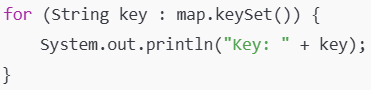 for (String key : map.keySet()) {
    System.out.println("Key: " + key);
}